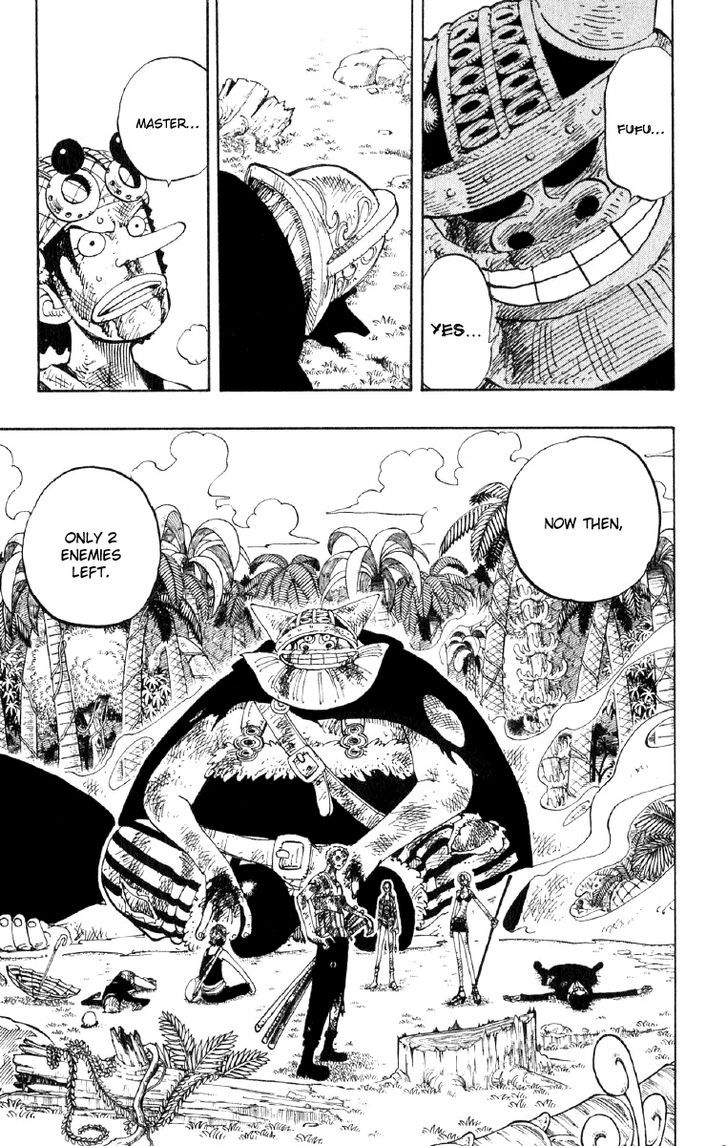 FUFU...
YES...
MASTER...
NOW THEN,
ONLY 2
ENEMIES
LEFT.